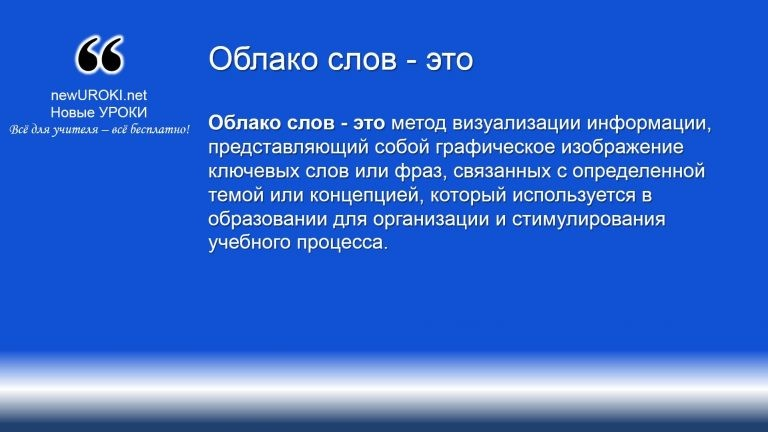 ❝
newUROKI.net
Новые УРОКИ
Всё для учителя – всё бесплатно!
Облако слов - это
Облако слов - это метод визуализации информации,
представляющий собой графическое изображение
ключевых слов или фраз, связанных с определенной
темой или концепцией, который используется в
образовании для организации и стимулирования
учебного процесса.